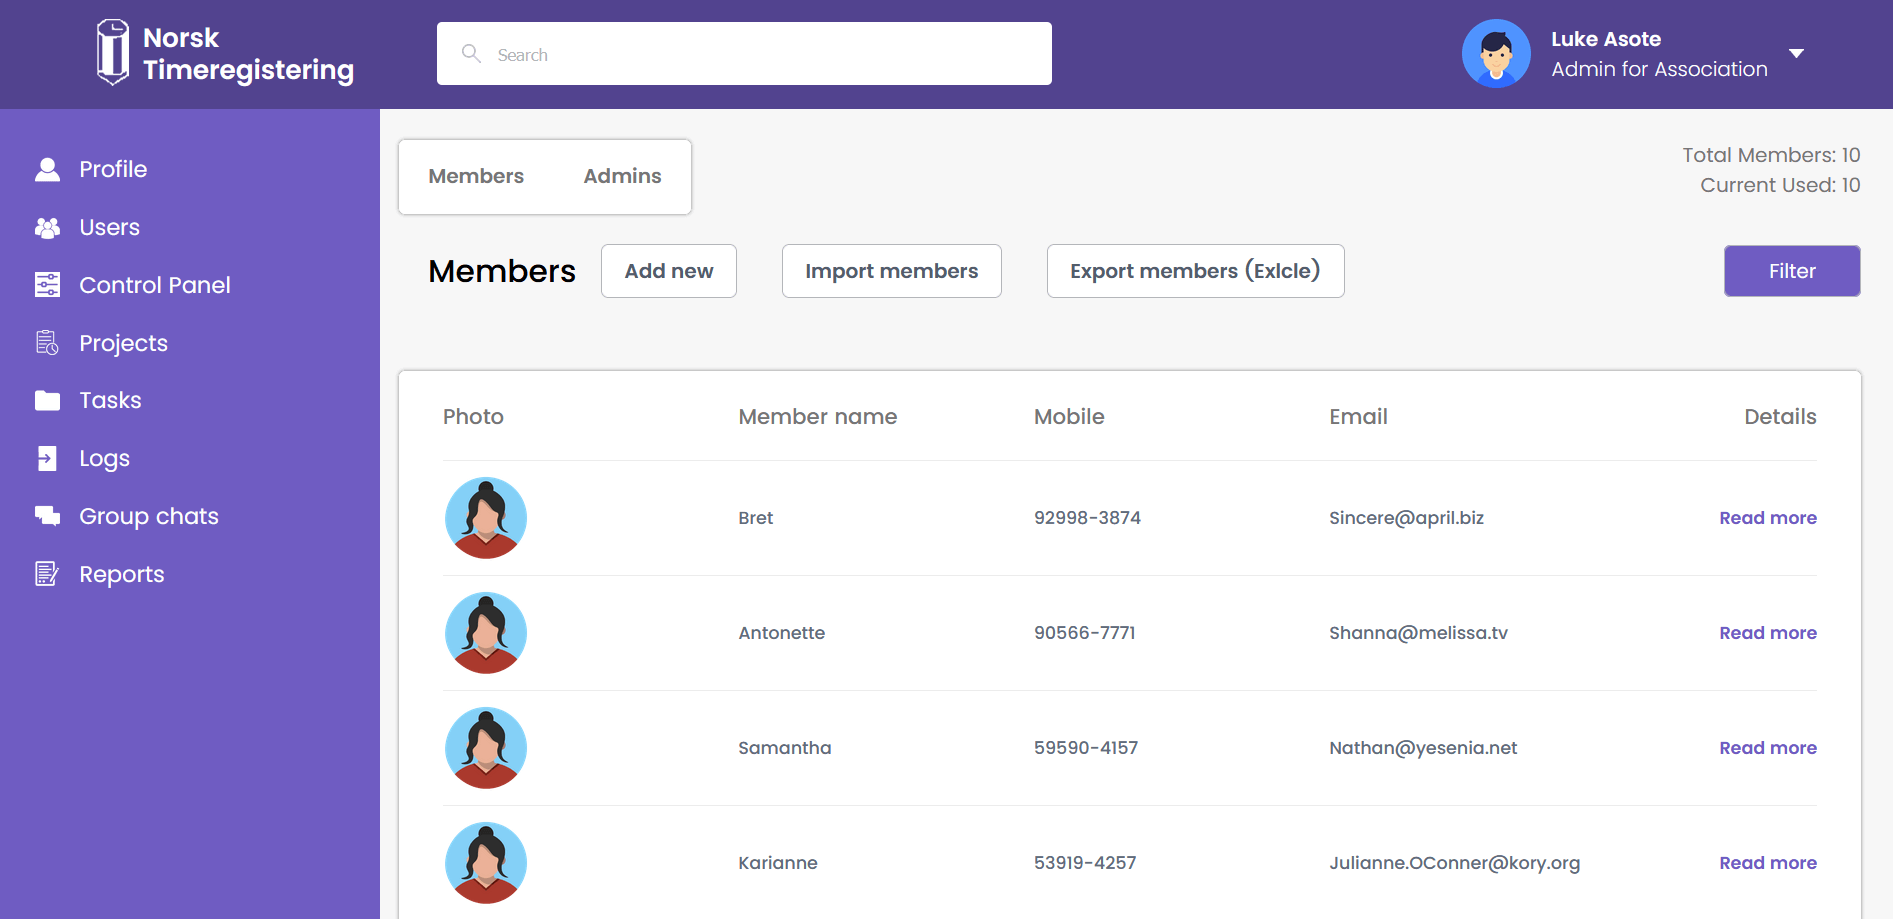 Norsk
Timeregistering
Search
Luke Asote
Admin for Association
Profile
Users
Control Panel
Projects
Tasks
Logs
Group chats
Reports
Members Admins
Total Members: 10
Current Used: 10
Members Add new Import members Export members (Exlcle) Filter
Photo Member name Mobile Email Details
Bret 92998-3874 Sincere@april.biz Read more
Antonette 90566-7771 Shanna@melissa.tv Read more
Samantha 59590-4157 Nathan@yesenia.net Read more
Karianne 53919-4257 Julianne.OConner@kory.org Read more